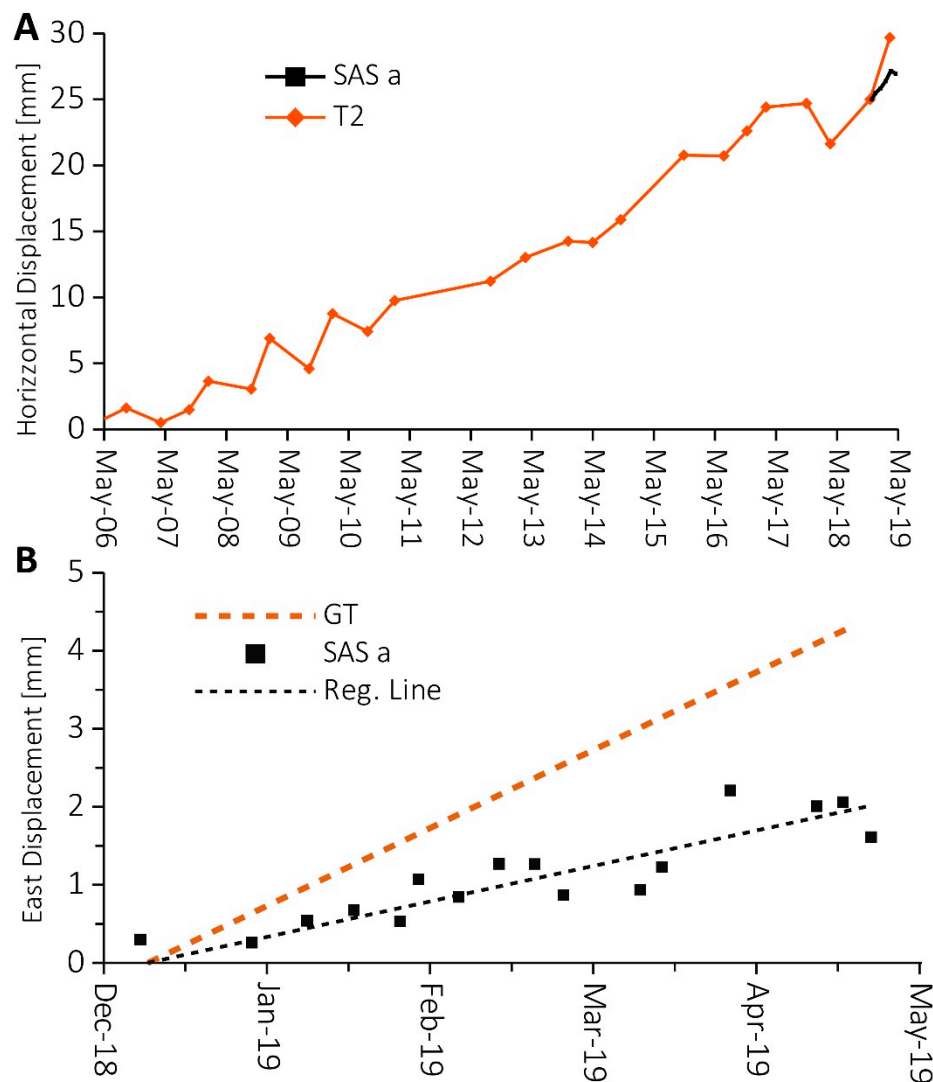 A
Horizzontal Displacement [mm]
30
25
20
15
10
5
0
SAS a
T2
May-06
May-07
May-08
May-09
May-10
May-11
May-12
May-13
May-14
May-15
May-16
May-17
May-18
May-19
B
East Displacement [mm]
5
4
3
2
1
0
GT
SAS a
Reg. Line
Dec-18
Jan-19
Feb-19
Mar-19
Apr-19
May-19